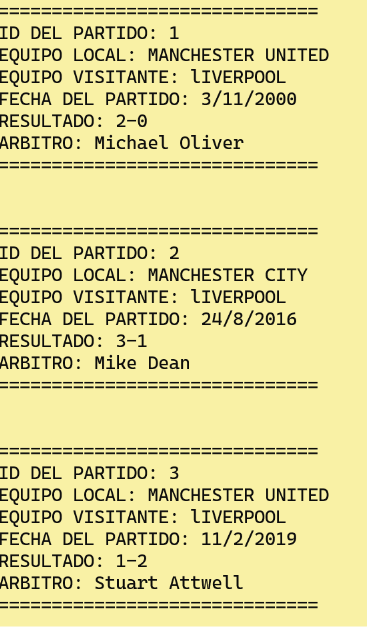 ==============================
ID DEL PARTIDO: 1
EQUIPO LOCAL: MANCHESTER UNITED
EQUIPO VISITANTE: lIVERPOOL
FECHA DEL PARTIDO: 3/11/2000
RESULTADO: 2-0
ARBITRO: Michael Oliver
==============================
==============================
ID DEL PARTIDO: 2
EQUIPO LOCAL: MANCHESTER CITY
EQUIPO VISITANTE: lIVERPOOL
FECHA DEL PARTIDO: 24/8/2016
RESULTADO: 3-1
ARBITRO: Mike Dean
==============================
==============================
ID DEL PARTIDO: 3
EQUIPO LOCAL: MANCHESTER UNITED
EQUIPO VISITANTE: lIVERPOOL
FECHA DEL PARTIDO: 11/2/2019
RESULTADO: 1-2
ARBITRO: Stuart Attwell
==============================